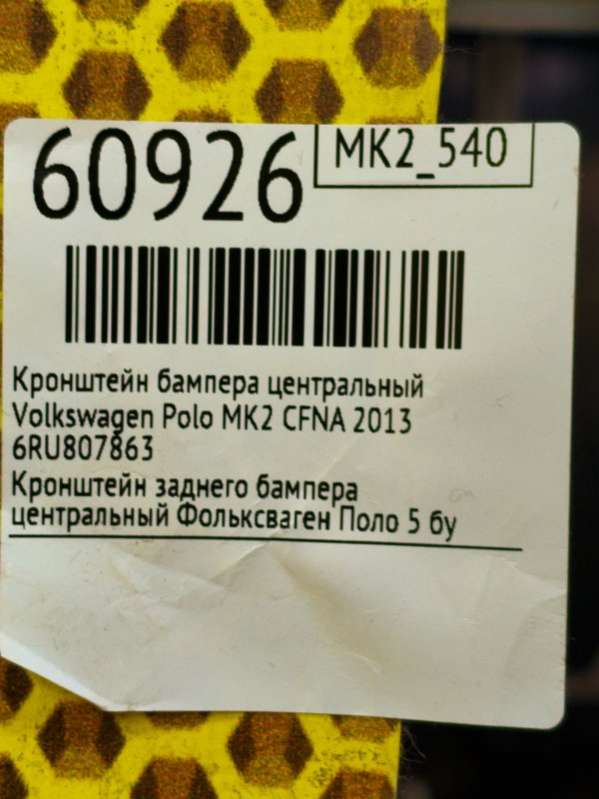 60926
MK2_540
Кронштейн бампера центральный
Volkswagen Polo MK2 CFNA 2013
6RU807863
Кронштейн заднего бампера
центральный Фольксваген Поло 5 бу